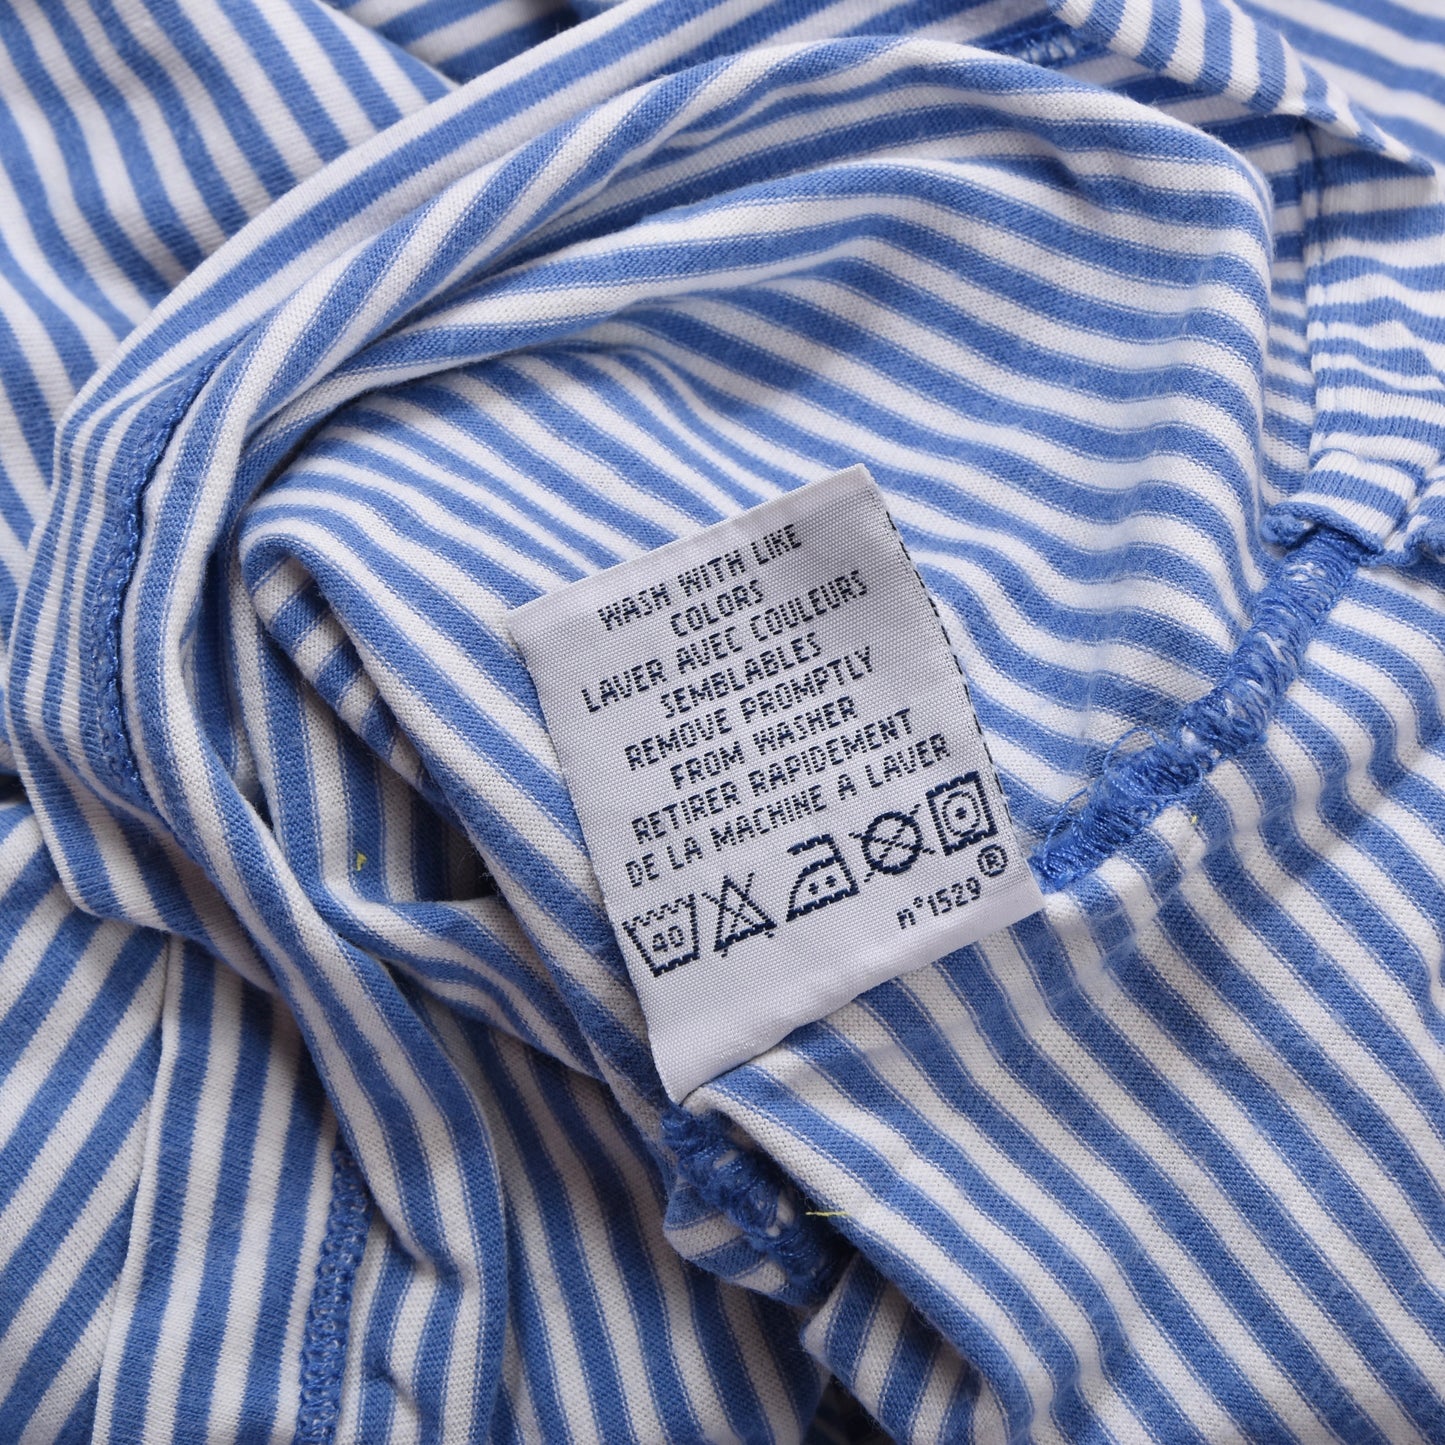 WASH WITH LIKE
COLORS
LAVER AVEC COULEURS
SEMBLABLES
REMOVE PROMPTLY
FROM WASHER
RETIRER RAPIDEMENT
DE LA MACHINE A LAVER
40
n°1529®